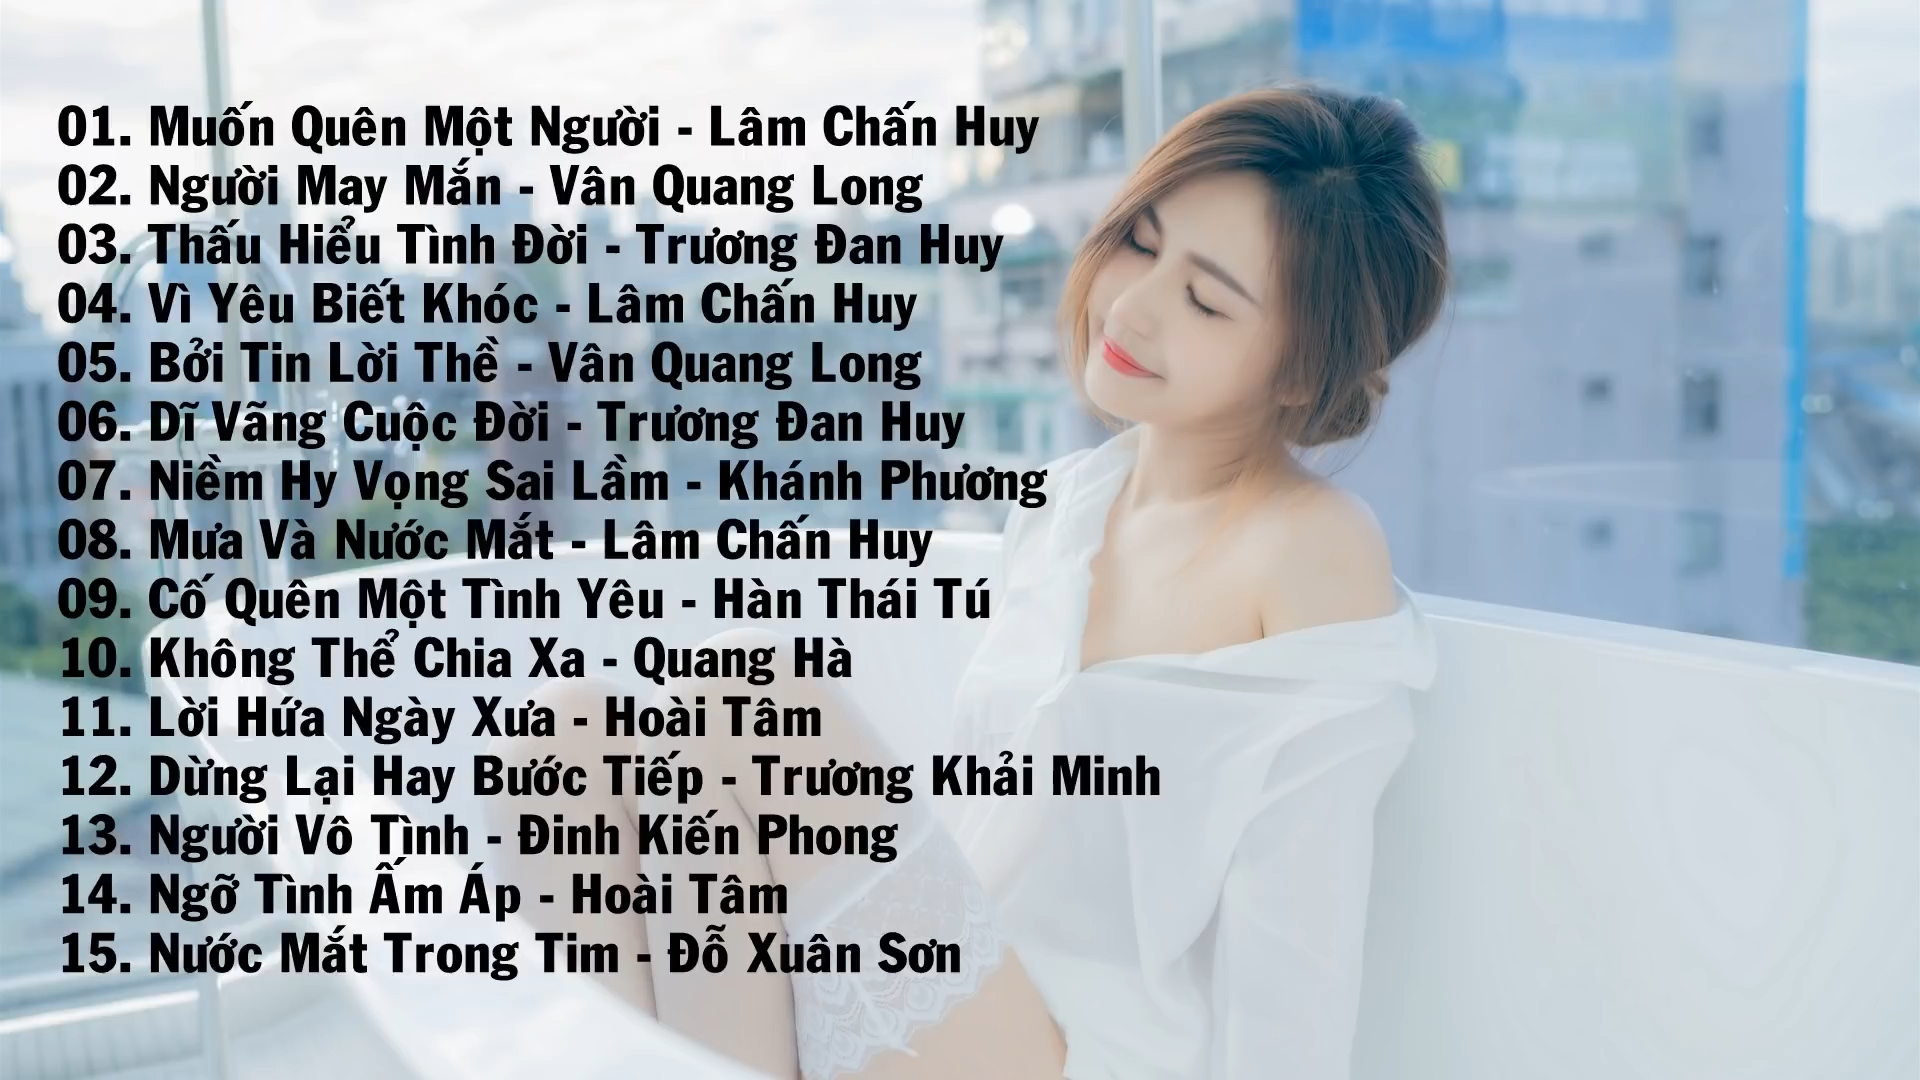 01. Muốn Quên Một Người - Lâm Chấn Huy
02. Người May Mắn - Vân Quang Long
03. Thấu Hiểu Tình Đời - Trương Đan Huy
04. Vì Yêu Biết Khóc - Lâm Chấn Huy
05. Bởi Tin Lời Thề - Vân Quang Long
06. Dĩ Vãng Cuộc Đời - Trương Đan Huy
07. Niềm Hy Vọng Sai Lầm - Khánh Phương
08. Mưa Và Nước Mắt - Lâm Chấn Huy
09. Cố Quên Một Tình Yêu - Hàn Thái Tú
10. Không Thể Chia Xa - Quang Hà
11. Lời Hứa Ngày Xưa - Hoài Tâm
12. Dừng Lại Hay Bước Tiếp - Trương Khải Minh
13. Người Vô Tình - Đinh Kiến Phong
14. Ngỡ Tình Ấm Áp - Hoài Tâm
15. Nước Mắt Trong Tim - Đỗ Xuân Sơn